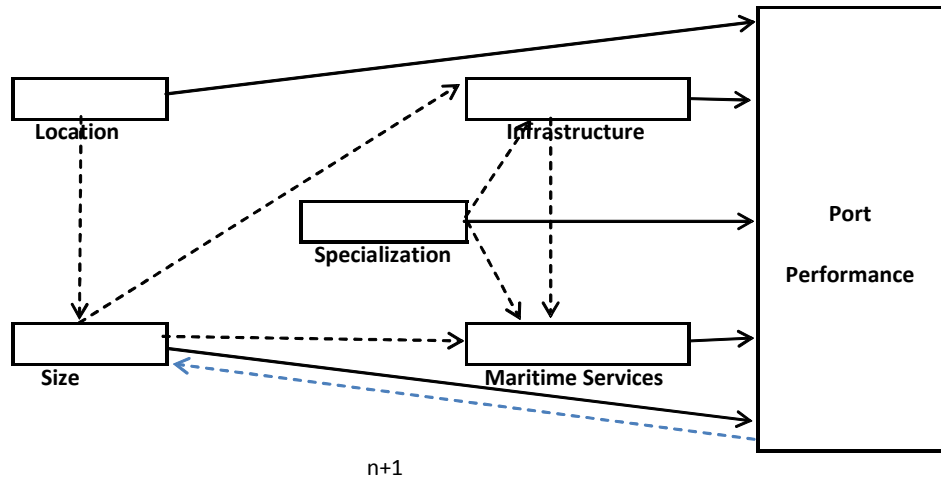 Location
Infrastructure
Specialization
Port
Performance
Size
Maritime Services
n+1